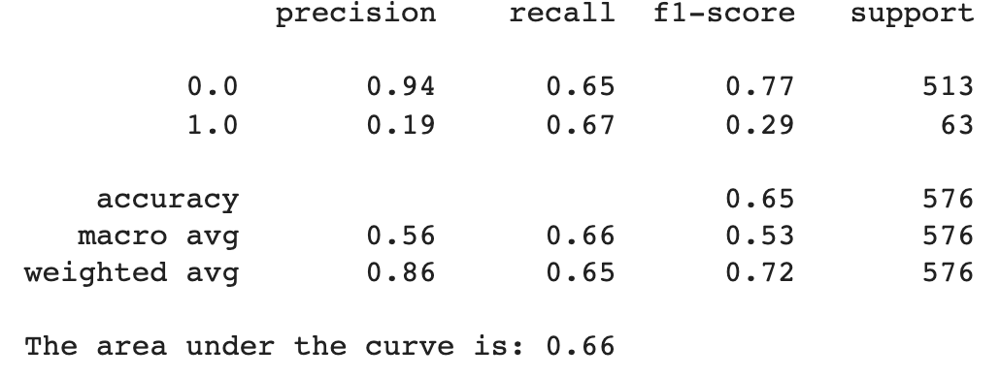 precision recall f1-score support
0.0 0.94 0.65 0.77 513
1.0 0.19 0.67 0.29 63
accuracy 0.65 576
macro avg 0.56 0.66 0.53 576
weighted avg 0.86 0.65 0.72 576
The area under the curve is: 0.66